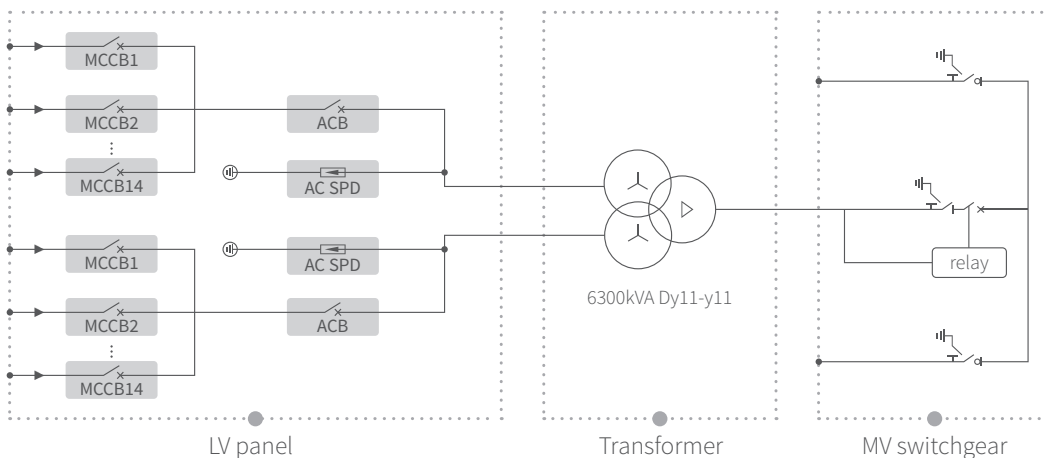 MCCB1
MCCB2
ACB
MCCB14
AC SPD
MCCB1
AC SPD
MCCB2
ACB
MCCB14
6300kVA Dy11-y11
relay
LV panel
Transformer
MV switchgear